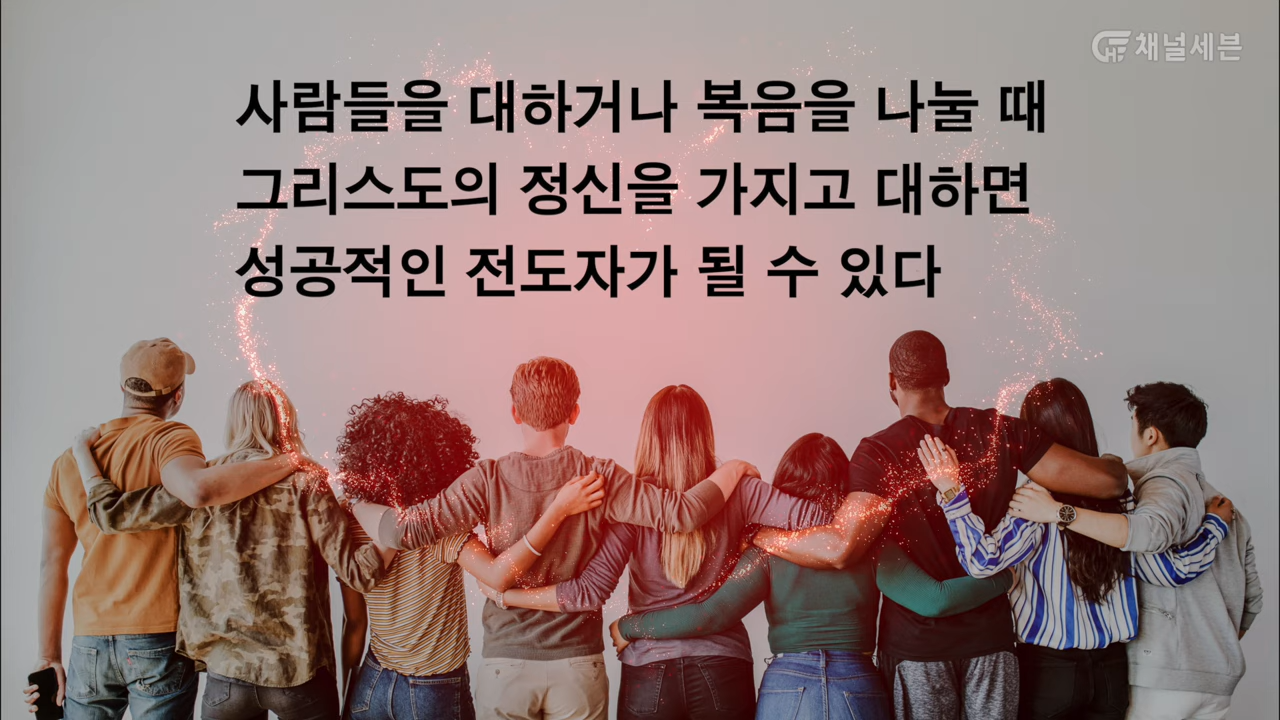 채널세븐
사람들을 대하거나 복음을 나눌 때
그리스도의 정신을 가지고 대하면
성공적인 전도자가 될 수 있다